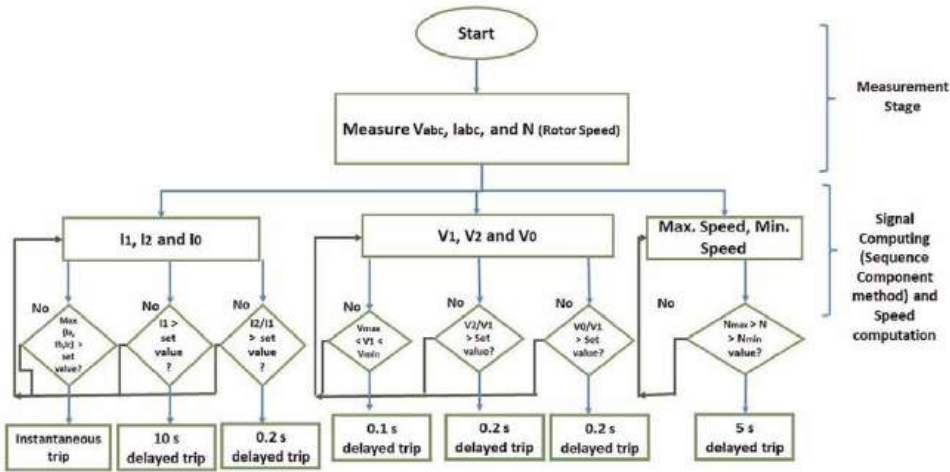 Start
Measurement
Stage
Measure Vabc, Iabc, and N (Rotor Speed)
I1, I2 and I0
V1, V2 and V0
Max. Speed, Min.
Speed
Signal
Computing
(Sequence
Component
method) and
Speed
computation
No
Max
(Ia,
Ib,Ic) >
set
value?
No
I1 >
set
value
?
No
I2/I1
> set
value
?
No
Vmax
< V1 <
Vmin
No
V2/V1
> Set
value?
No
V0/V1
> Set
value?
No
Nmax > N
> Nmin
value?
Instantaneous
trip
10 s
delayed trip
0.2 s
delayed trip
0.1 s
delayed trip
0.2 s
delayed trip
0.2 s
delayed trip
5 s
delayed trip